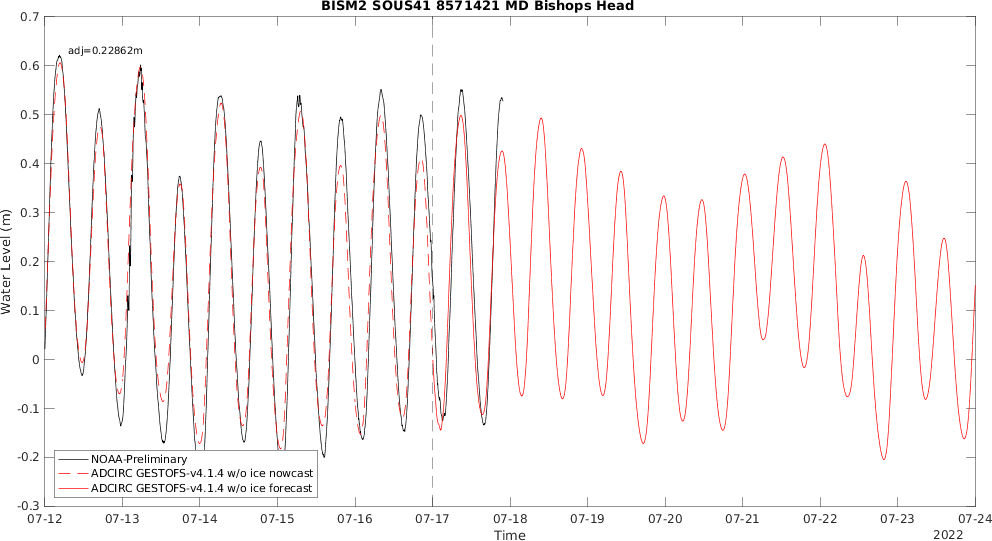 BISM2 SOUS41 8571421 MD Bishops Head
adj=0.22862m
0.7
0.6
0.5
0.4
0.3
0.2
0.1
0
-0.1
-0.2
-0.3
Water Level (m)
NOAA-Preliminary
ADCIRC GESTOFS-v4.1.4 w/o ice nowcast
ADCIRC GESTOFS-v4.1.4 w/o ice forecast
07-12 07-13 07-14 07-15 07-16 07-17 07-18 07-19 07-20 07-21 07-22 07-23 07-24
Time
2022